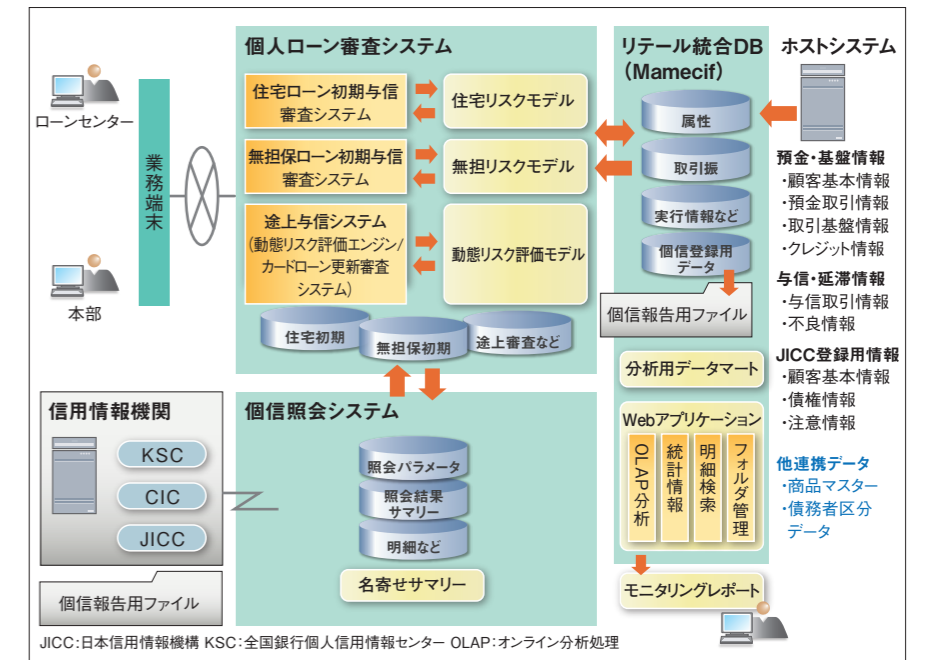 個人ローン審査システム
住宅ローン初期与信
審査システム
住宅リスクモデル
無担保ローン初期与信
審査システム
無担リスクモデル
途上与信システム
(動態リスク評価エンジン/
カードローン更新審査
システム)
動態リスク評価モデル
住宅初期
無担保初期
途上審査など
ローンセンター
業務端末
本部
リテール統合DB
(Mamecif)
属性
取引振
実行情報など
個信登録用
データ
個信報告用ファイル
分析用データマート
Webアプリケーション
OLAP分析
統計情報
明細検索
フォルダ管理
モニタリングレポート
ホストシステム
預金・基盤情報
・顧客基本情報
・預金取引情報
・取引基盤情報
・クレジット情報
与信・延滞情報
・与信取引情報
・不良情報
JICC登録用情報
・顧客基本情報
・債権情報
・注意情報
他連携データ
・商品マスター
・債務者区分
データ
信用情報機関
KSC
CIC
JICC
個信報告用ファイル
個信照会システム
照会パラメータ
照会結果
サマリー
明細など
名寄せサマリー
JICC:日本信用情報機構 KSC:全国銀行個人信用情報センター OLAP:オンライン分析処理